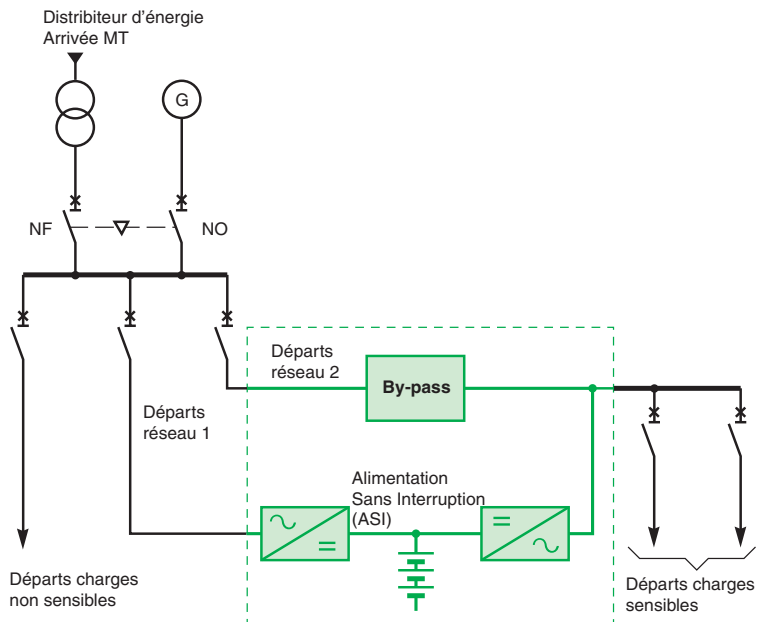 Distribiteur d'énergie
Arrivée MT
G
NF
NO
Départs
réseau 2
By-pass
Départs
réseau 1
Alimentation
Sans Interruption
(ASI)
Départs charges
non sensibles
Départs charges
sensibles